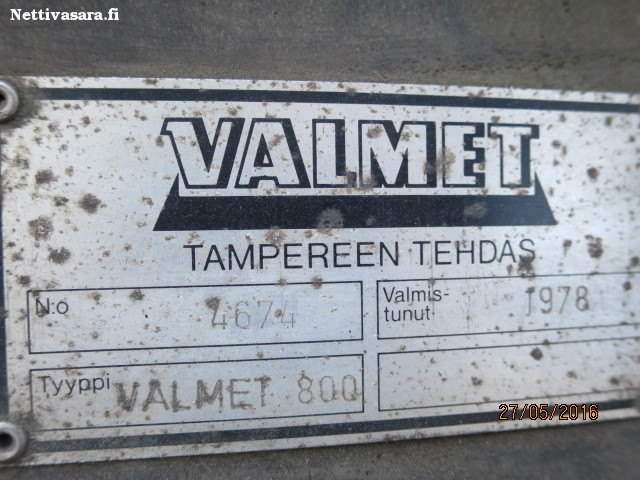 Nettivasara.fi
VALMET
TAMPEREEN TEHDAS
N:o 4674
Valmis-
tunut 1978
Tyyppi VALMET 800
27/05/2016